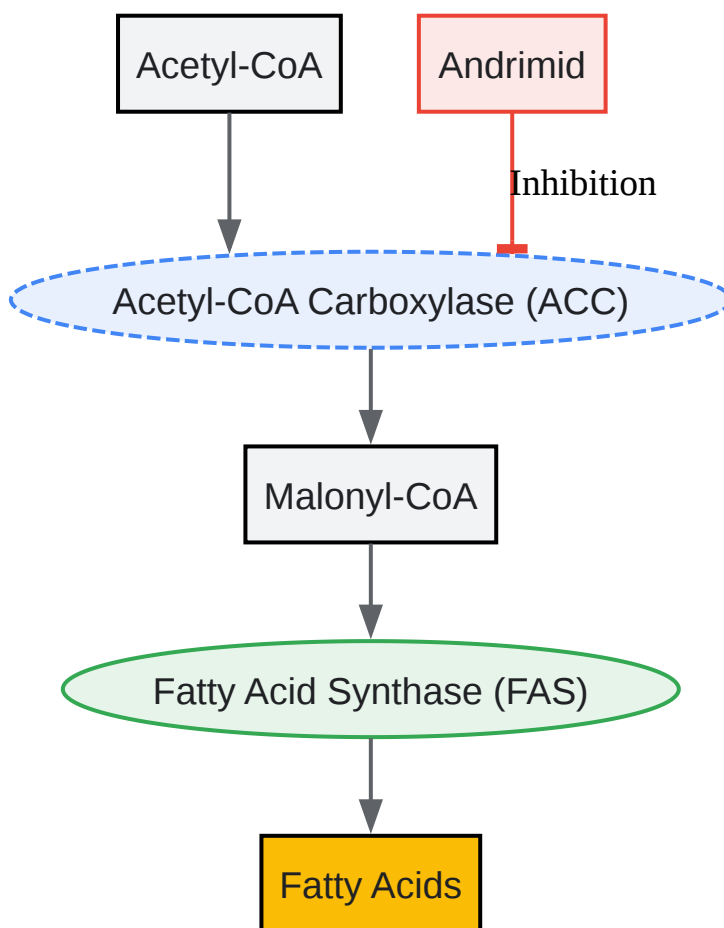 Acetyl-CoA
Andrimid
Inhibition
Acetyl-CoA Carboxylase (ACC)
Malonyl-CoA
Fatty Acid Synthase (FAS)
Fatty Acids